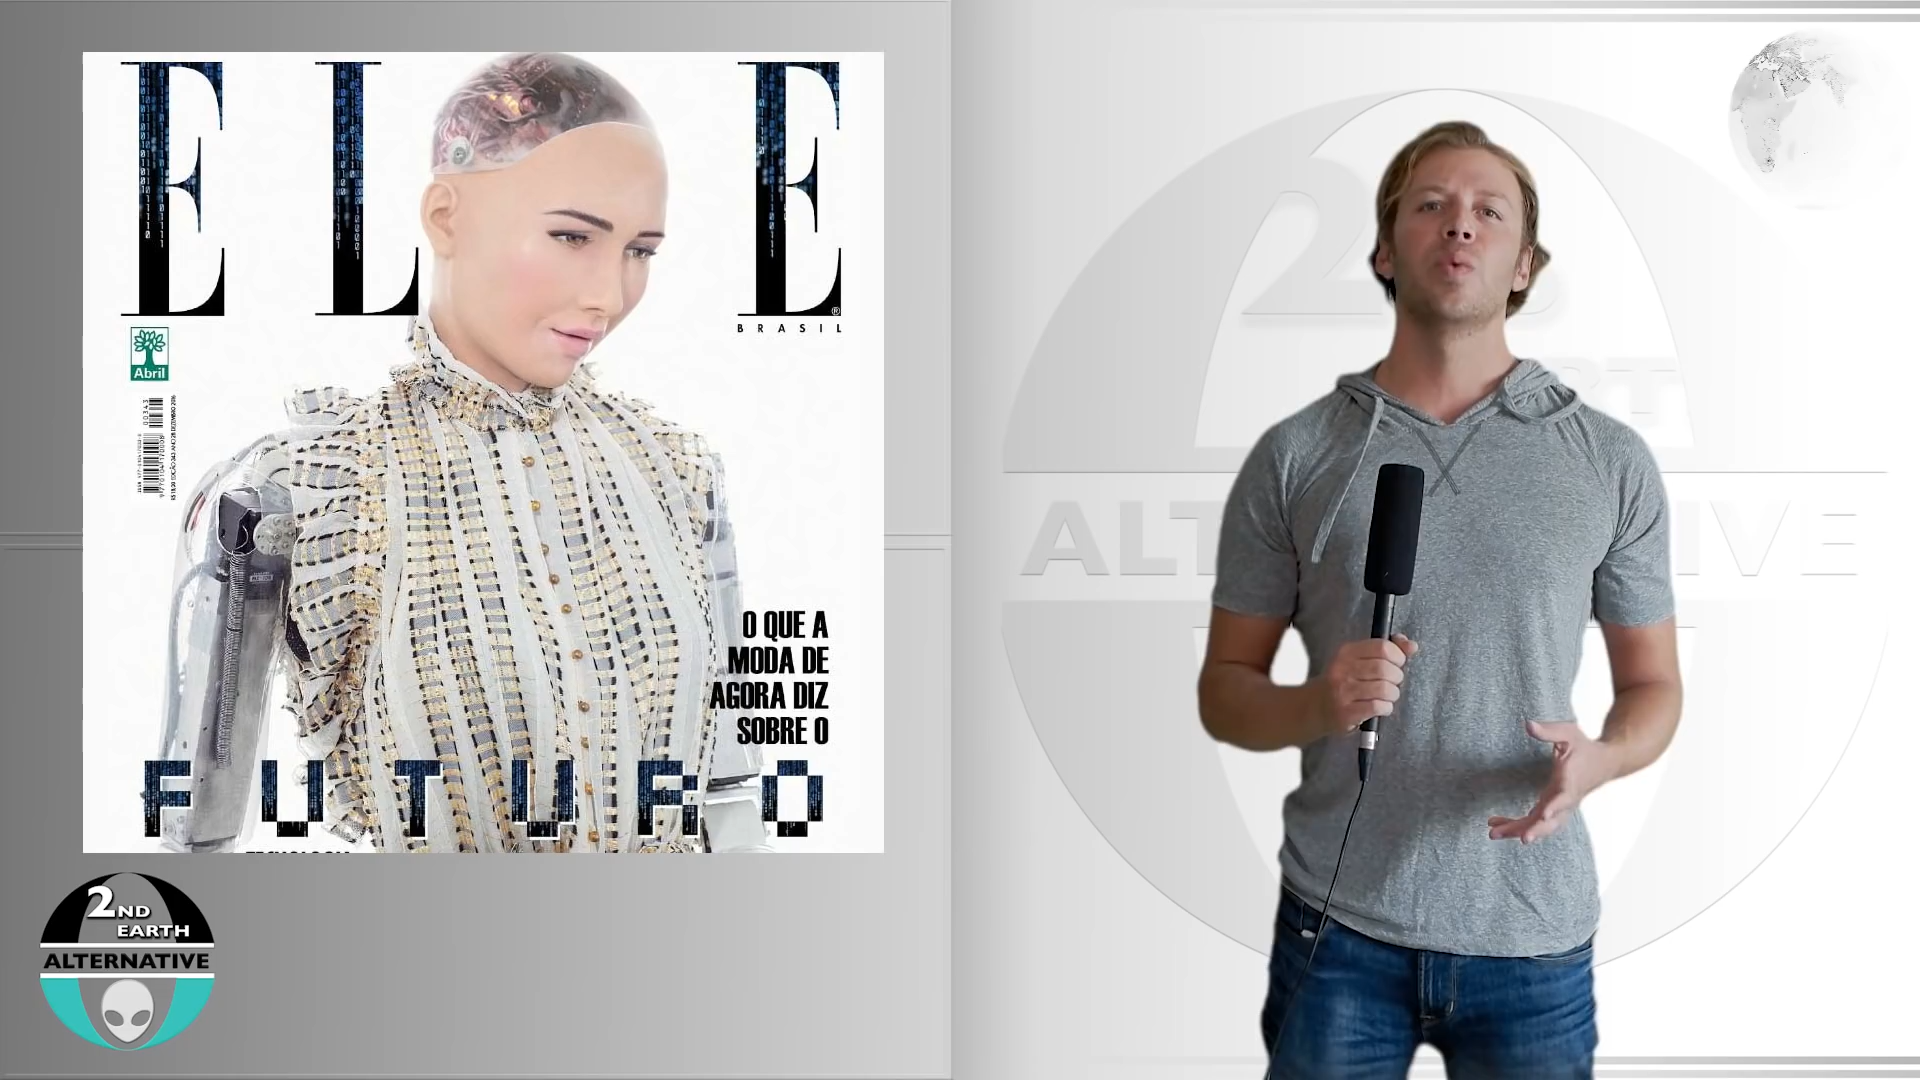 ELLE
BRASIL
Abril
O QUE A
MODA DE
AGORA DIZ
SOBRE O
FUTURO
2ND
EARTH
ALTERNATIVE